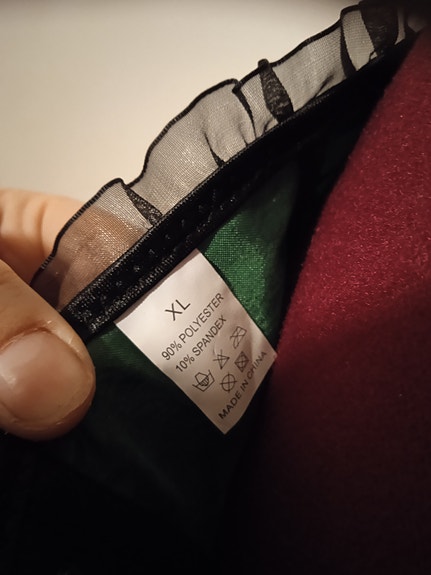 XL
90% POLYESTER
10% SPANDEX
MADE IN CHINA